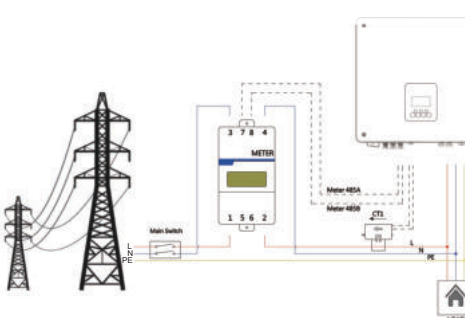 3 7 8 4
METER
Meter 485A
Meter 485B
1 5 6 2
CT1
Main Switch
L
N
PE
L
N
PE